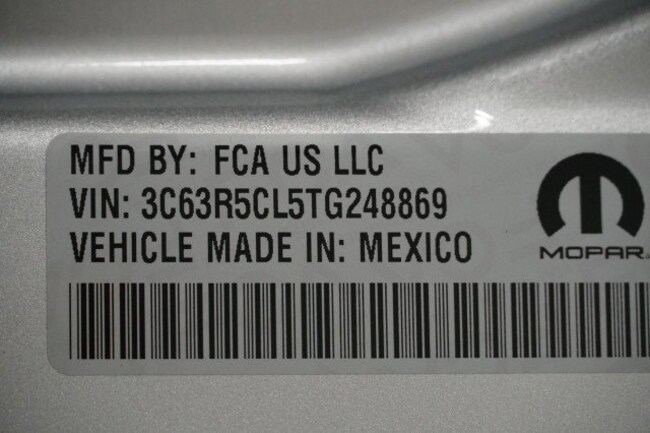 MFD BY: FCA US LLC
VIN: 3C63R5CL5TG248869
VEHICLE MADE IN: MEXICO
MOPAR